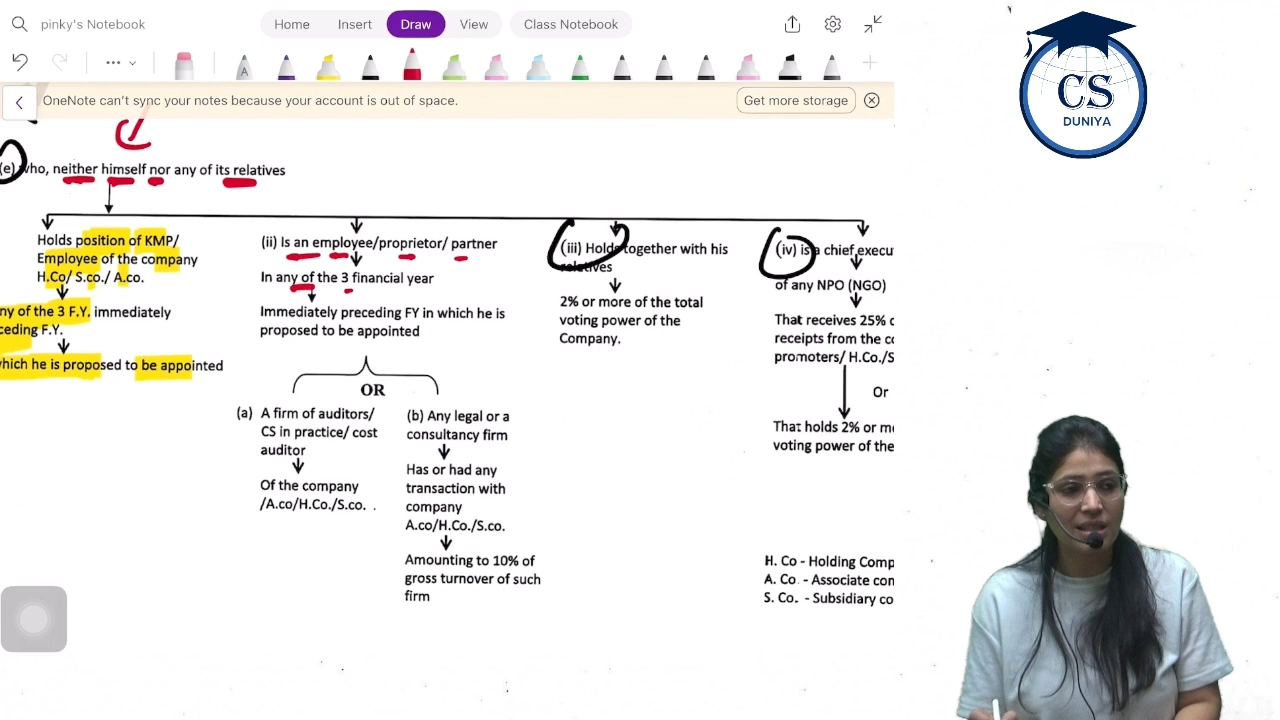 pinky's Notebook
Home Insert Draw View Class Notebook
A
OneNote can't sync your notes because your account is out of space.
Get more storage
CS
DUNIYA
(e) who, neither himself nor any of its relatives
Holds position of KMP/
Employee of the company
H.Co/ S.co./ A.co.
ny of the 3 F.Y. immediately
ceding F.Y.
which he is proposed to be appointed
(ii) Is an employee/proprietor/ partner
In any of the 3 financial year
Immediately preceding FY in which he is
proposed to be appointed
OR
(a) A firm of auditors/
CS in practice/ cost
auditor
Of the company
/A.co/H.Co./S.co. .
(b) Any legal or a
consultancy firm
Has or had any
transaction with
company
A.co/H.Co./S.co.
Amounting to 10% of
gross turnover of such
firm
(iii) Holds together with his
relatives
2% or more of the total
voting power of the
Company.
(iv) is a chief execu
of any NPO (NGO)
That receives 25% o
receipts from the co
promoters/ H.Co./S
Or
That holds 2% or mo
voting power of the
H. Co - Holding Comp
A. Co. - Associate con
S. Co. - Subsidiary co